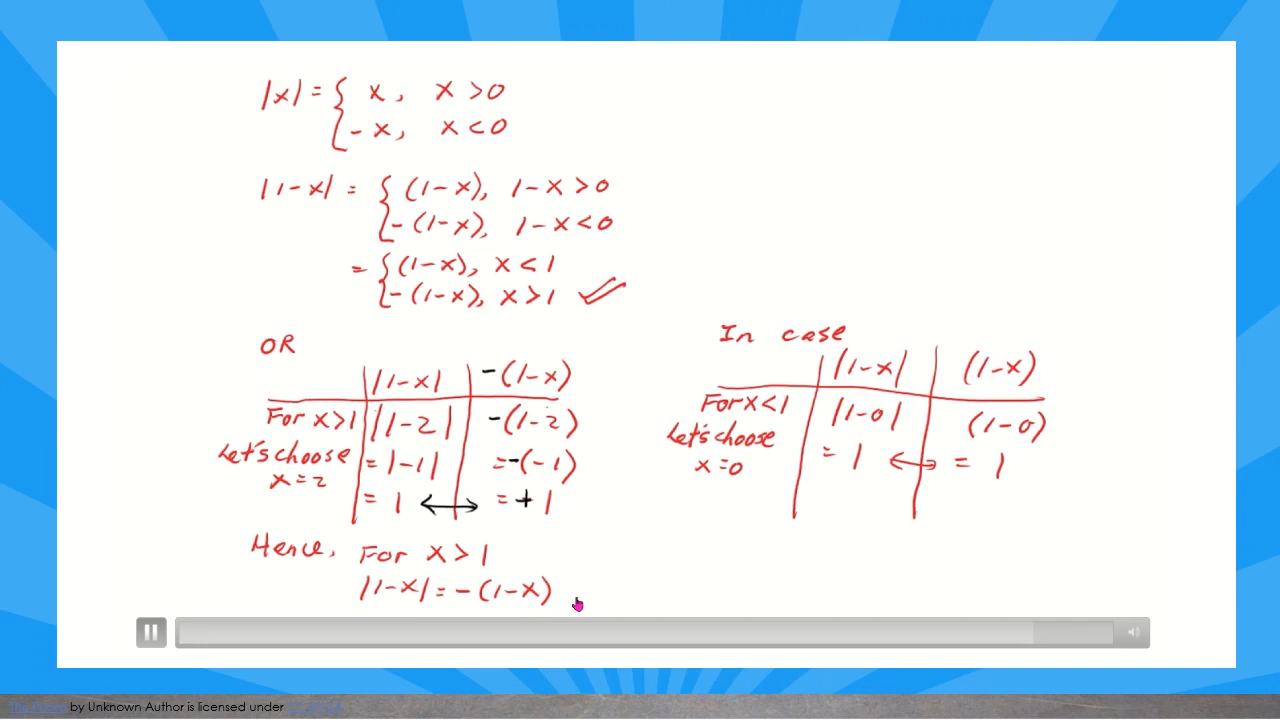 |x| = { x, x > 0
- x, x < 0
|1-x| = { (1-x), 1-x > 0
- (1-x), 1-x < 0
= { (1-x), x < 1
- (1-x), x > 1 ✓
OR
|1-x| -(1-x)
For x > 1 |1-2| -(1-2)
Let's choose = |-1| = -(-1)
x = 2
= 1 ↔ = +1
Hence, For x > 1
|1-x| = -(1-x)
In case
|1-x| (1-x)
For x < 1 |1-0| (1-0)
Let's choose
x = 0 = 1 ↔ = 1
by Unknown Author is licensed under